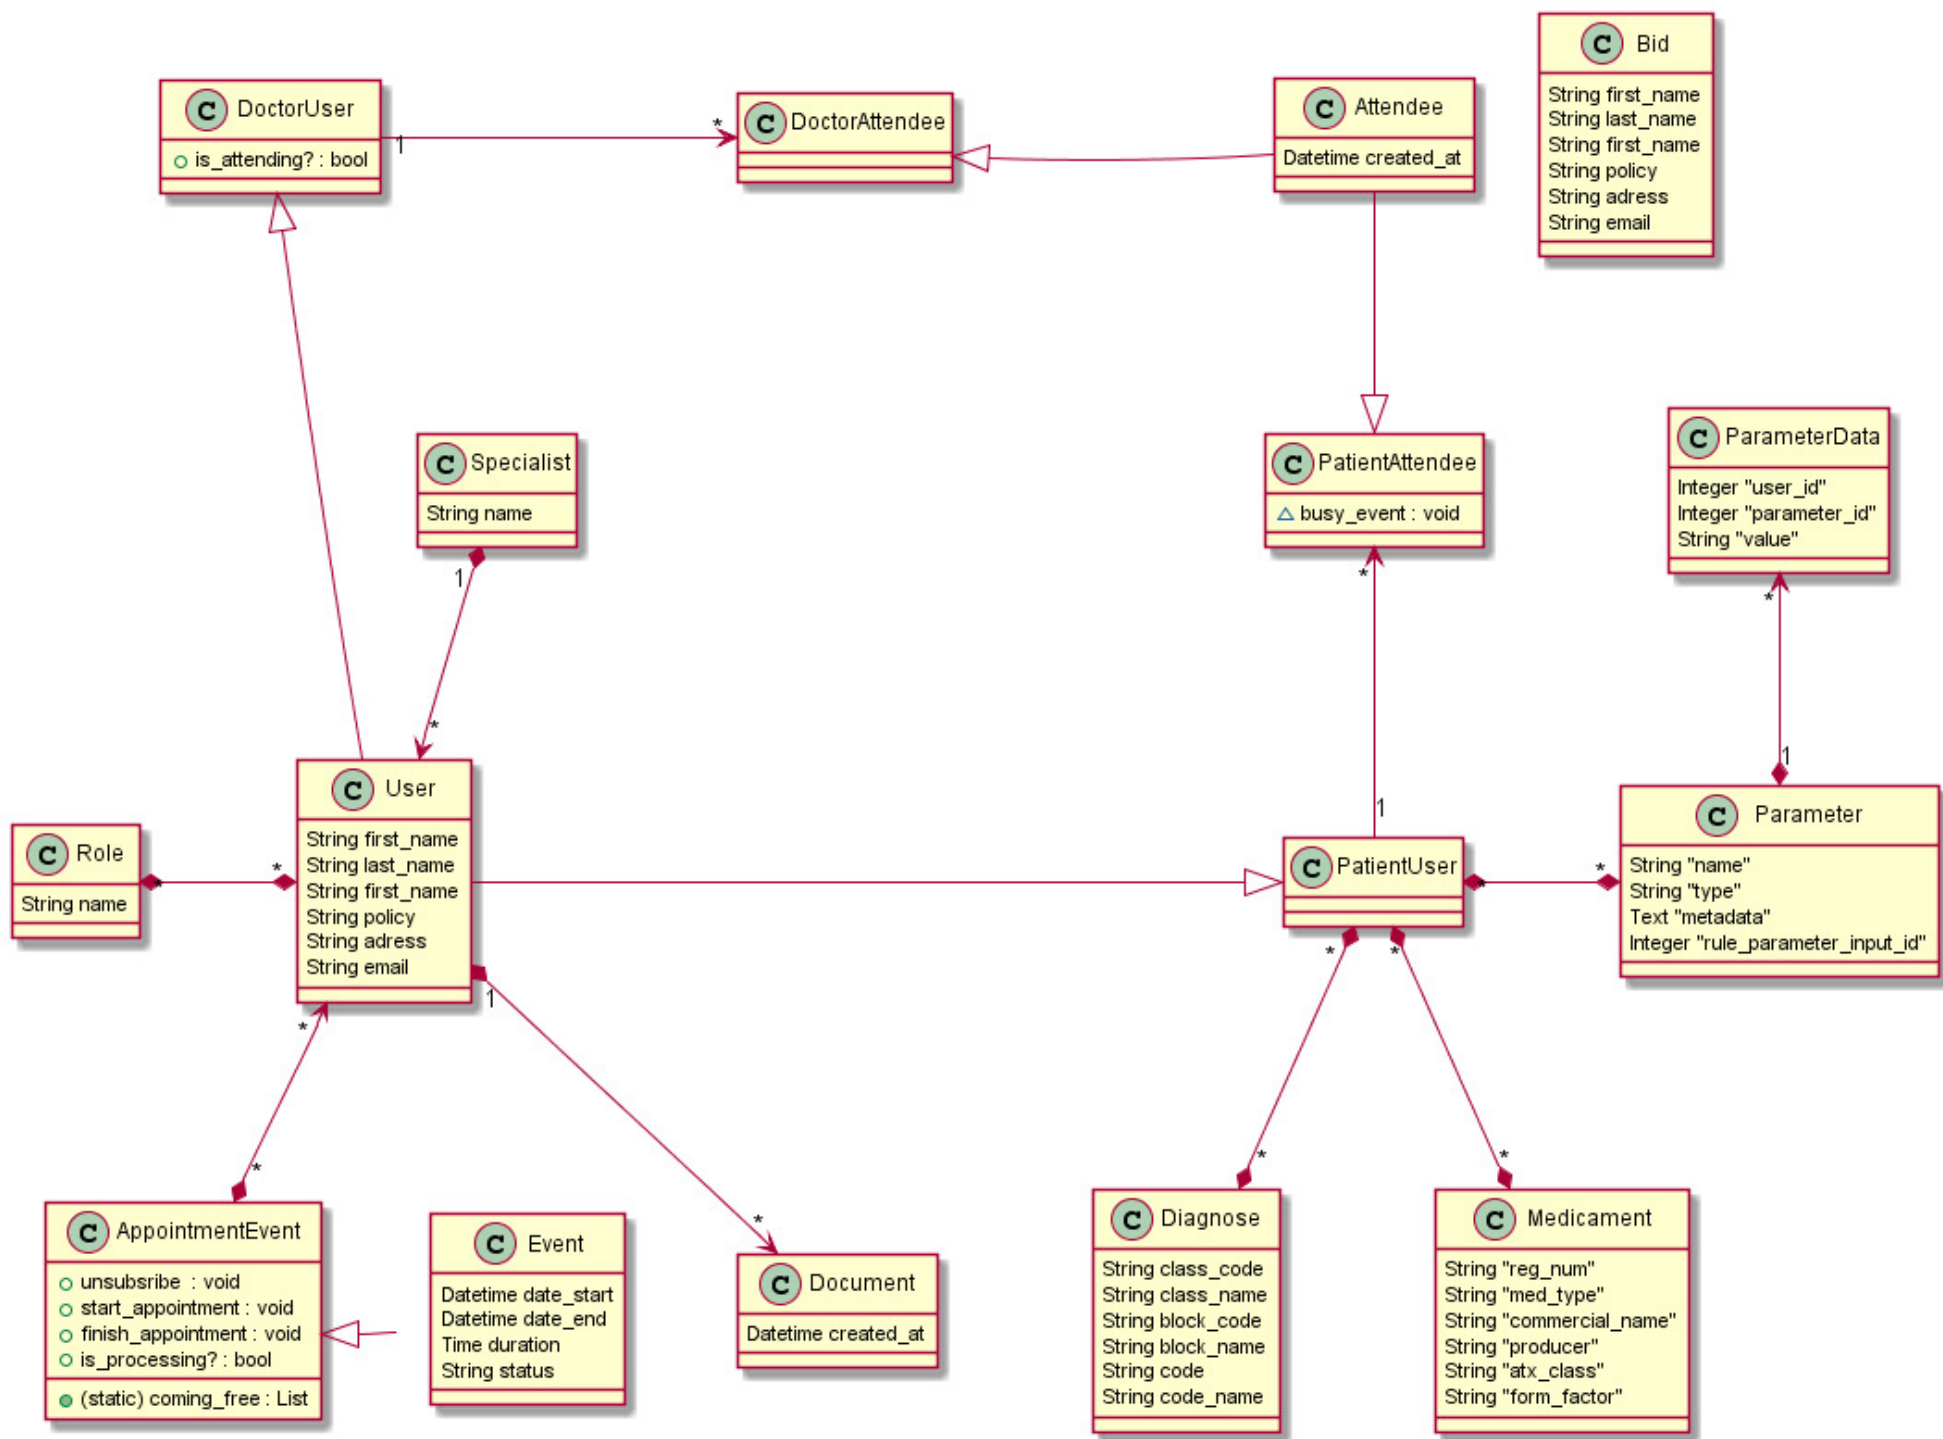 C Bid
String first_name
String last_name
String first_name
String policy
String adress
String email
C DoctorUser
is_attending? : bool
1
*
C DoctorAttendee
C Attendee
Datetime created_at
C Specialist
String name
1
*
C PatientAttendee
busy_event : void
*
1
C ParameterData
Integer "user_id"
Integer "parameter_id"
String "value"
*
1
C User
String first_name
String last_name
String first_name
String policy
String adress
String email
C Role
String name
*
*
C PatientUser
*
*
C Parameter
String "name"
String "type"
Text "metadata"
Integer "rule_parameter_input_id"
*
*
1
*
*
*
*
*
C AppointmentEvent
unsubsribe : void
start_appointment : void
finish_appointment : void
is_processing? : bool
(static) coming_free : List
C Event
Datetime date_start
Datetime date_end
Time duration
String status
C Document
Datetime created_at
C Diagnose
String class_code
String class_name
String block_code
String block_name
String code
String code_name
C Medicament
String "reg_num"
String "med_type"
String "commercial_name"
String "producer"
String "atx_class"
String "form_factor"